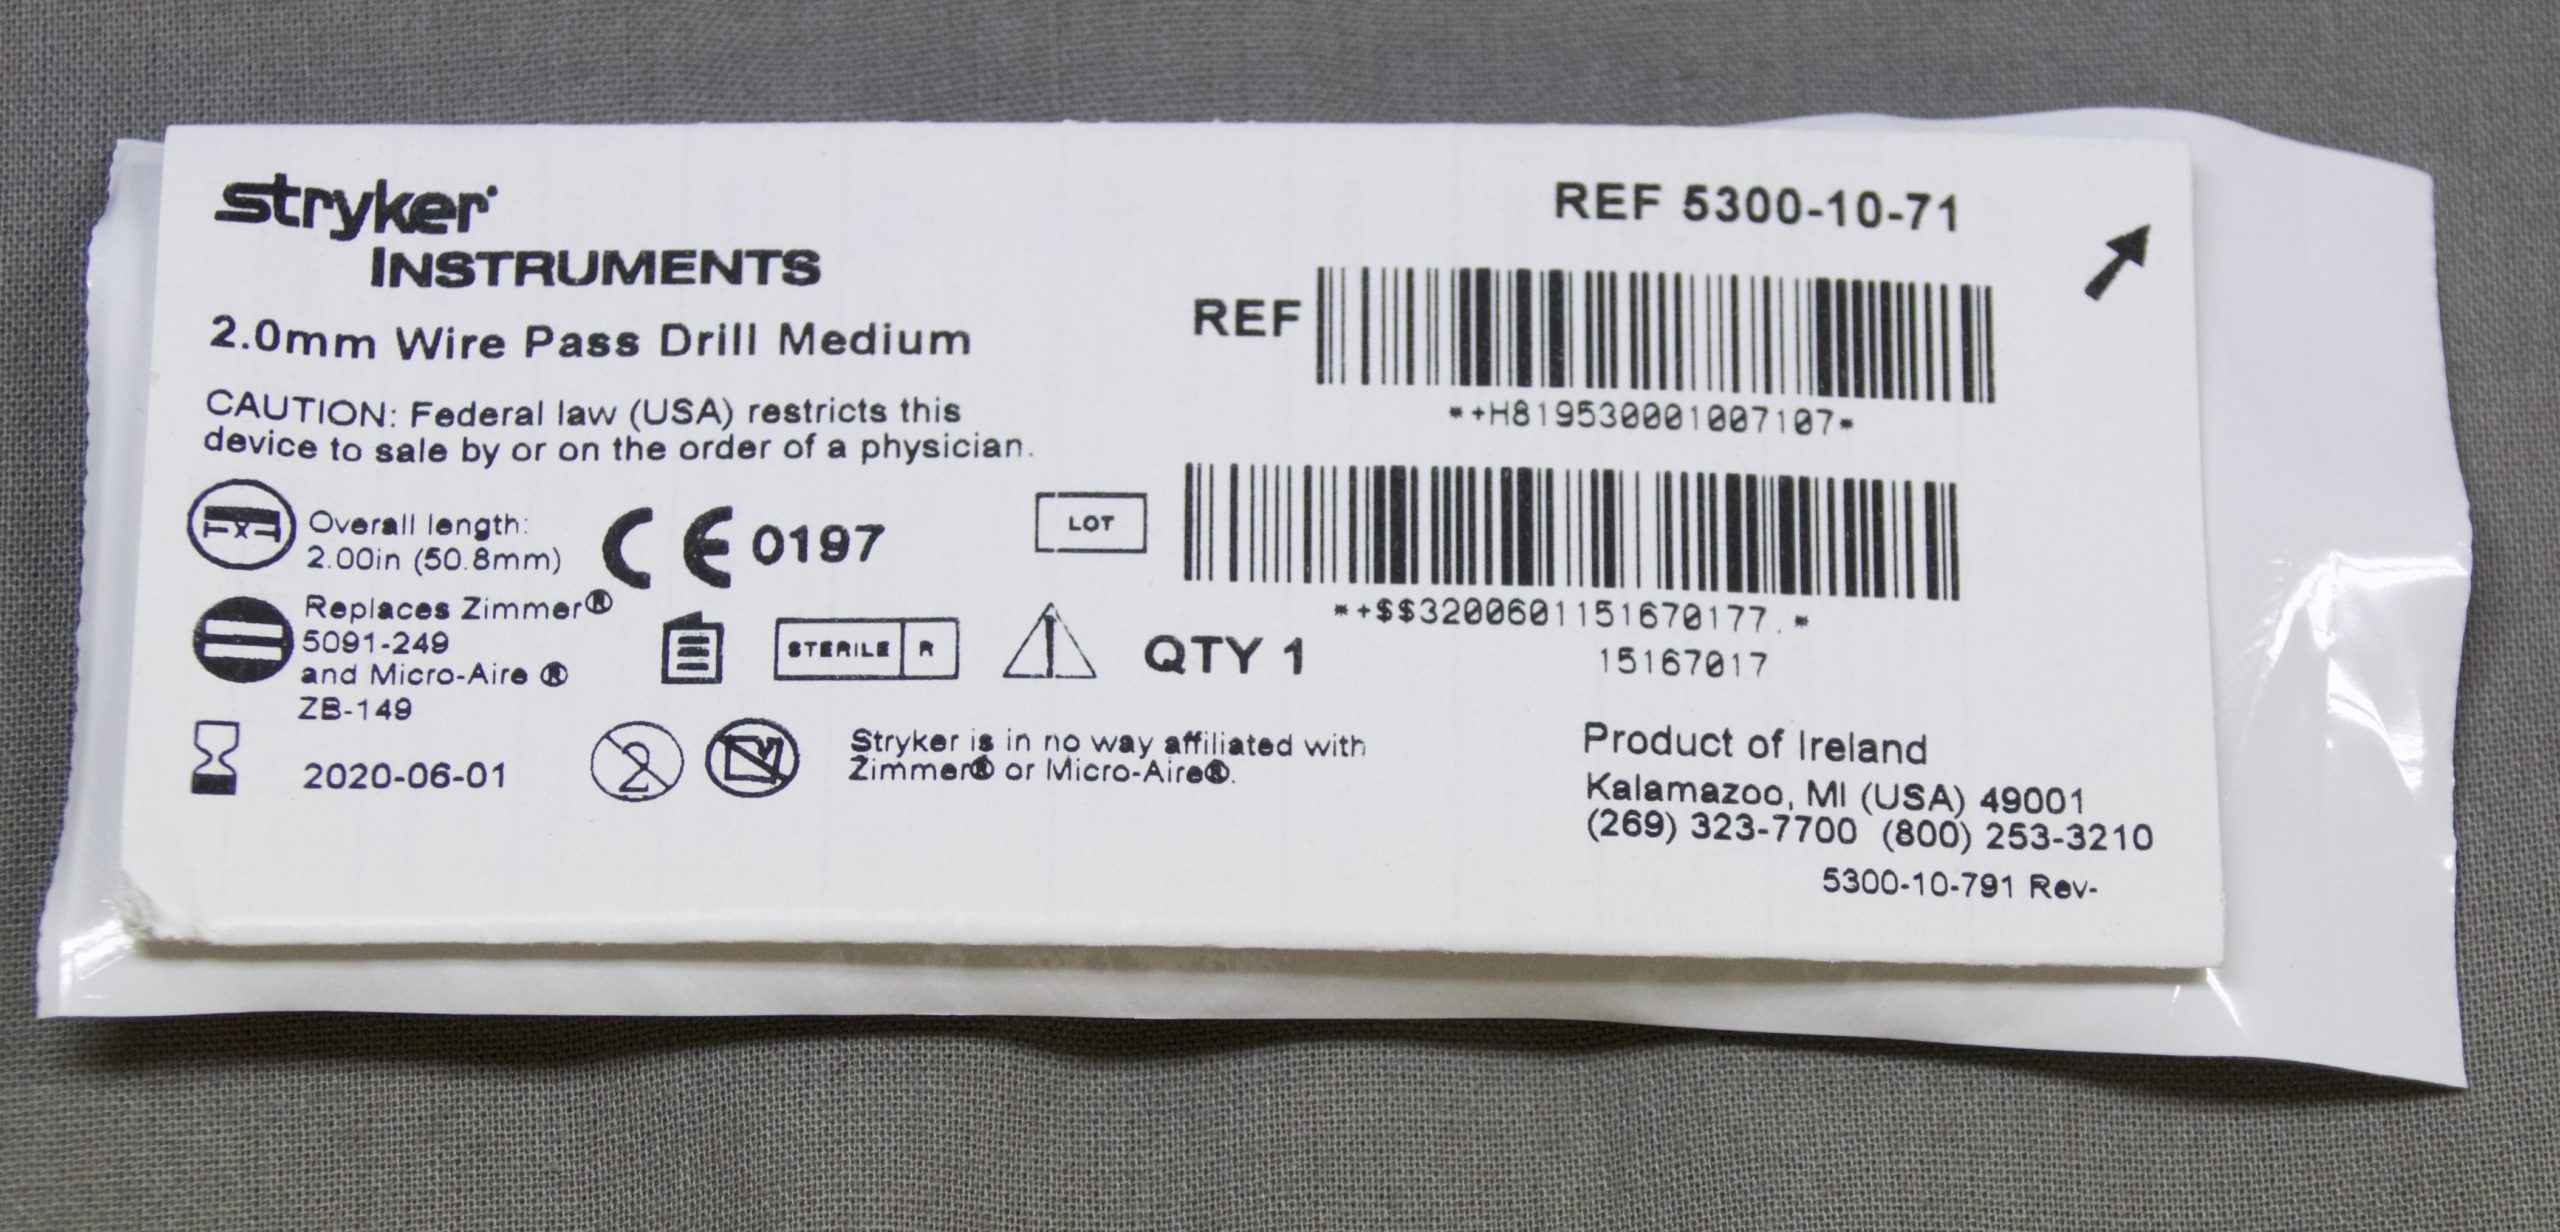 stryker
INSTRUMENTS
2.0mm Wire Pass Drill Medium
CAUTION: Federal law (USA) restricts this
device to sale by or on the order of a physician.
Overall length:
2.00in (50.8mm)
CE 0197
Replaces Zimmer®
5091-249
and Micro-Aire ®
ZB-149
STERILE R
QTY 1
2020-06-01
2
Stryker is in no way affiliated with
Zimmer® or Micro-Aire®.
REF 5300-10-71
REF
*+H819530001007107*
LOT
*+$$3200601151670177.*
15167017
Product of Ireland
Kalamazoo, MI (USA) 49001
(269) 323-7700 (800) 253-3210
5300-10-791 Rev-